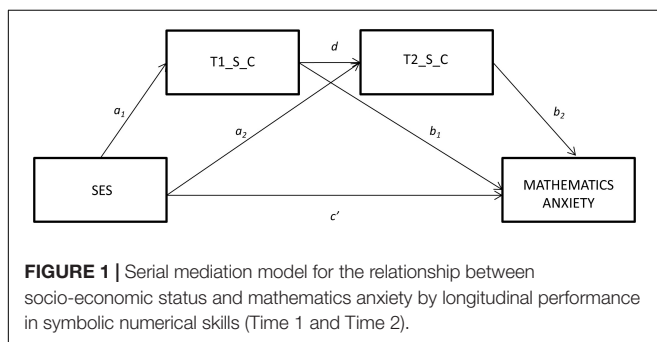 d
T1_S_C
T2_S_C
a1
a2
b1
b2
SES
MATHEMATICS
ANXIETY
c'
FIGURE 1 | Serial mediation model for the relationship between
socio-economic status and mathematics anxiety by longitudinal performance
in symbolic numerical skills (Time 1 and Time 2).